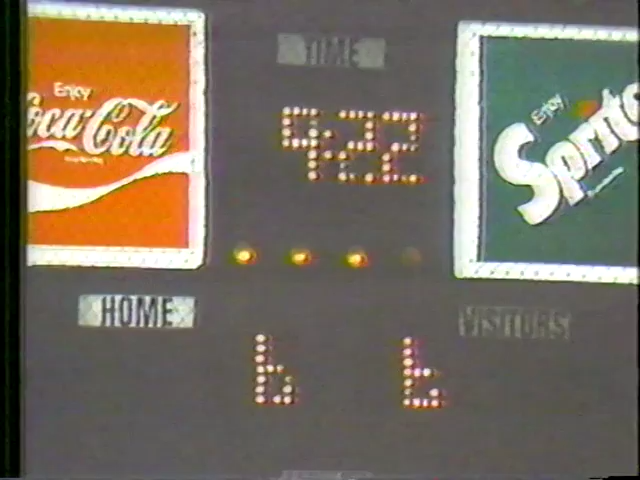 Enjoy
Coca-Cola
TIME
9:22
Enjoy
Sprite
HOME
VISITORS
6
6